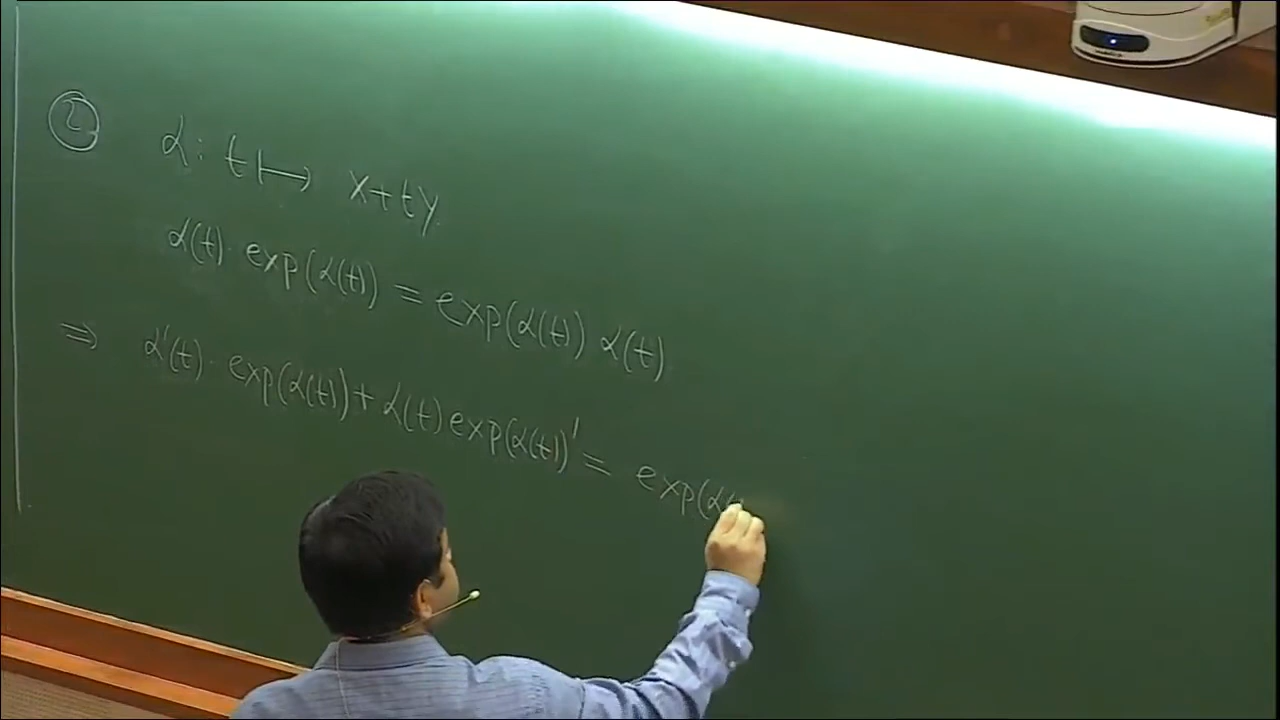 ② α : t ⟼ x+ty.
α(t)· exp(α(t)) = exp(α(t)) α(t).
⇒ α'(t)· exp(α(t)) + α(t) exp(α(t))' = exp(α(